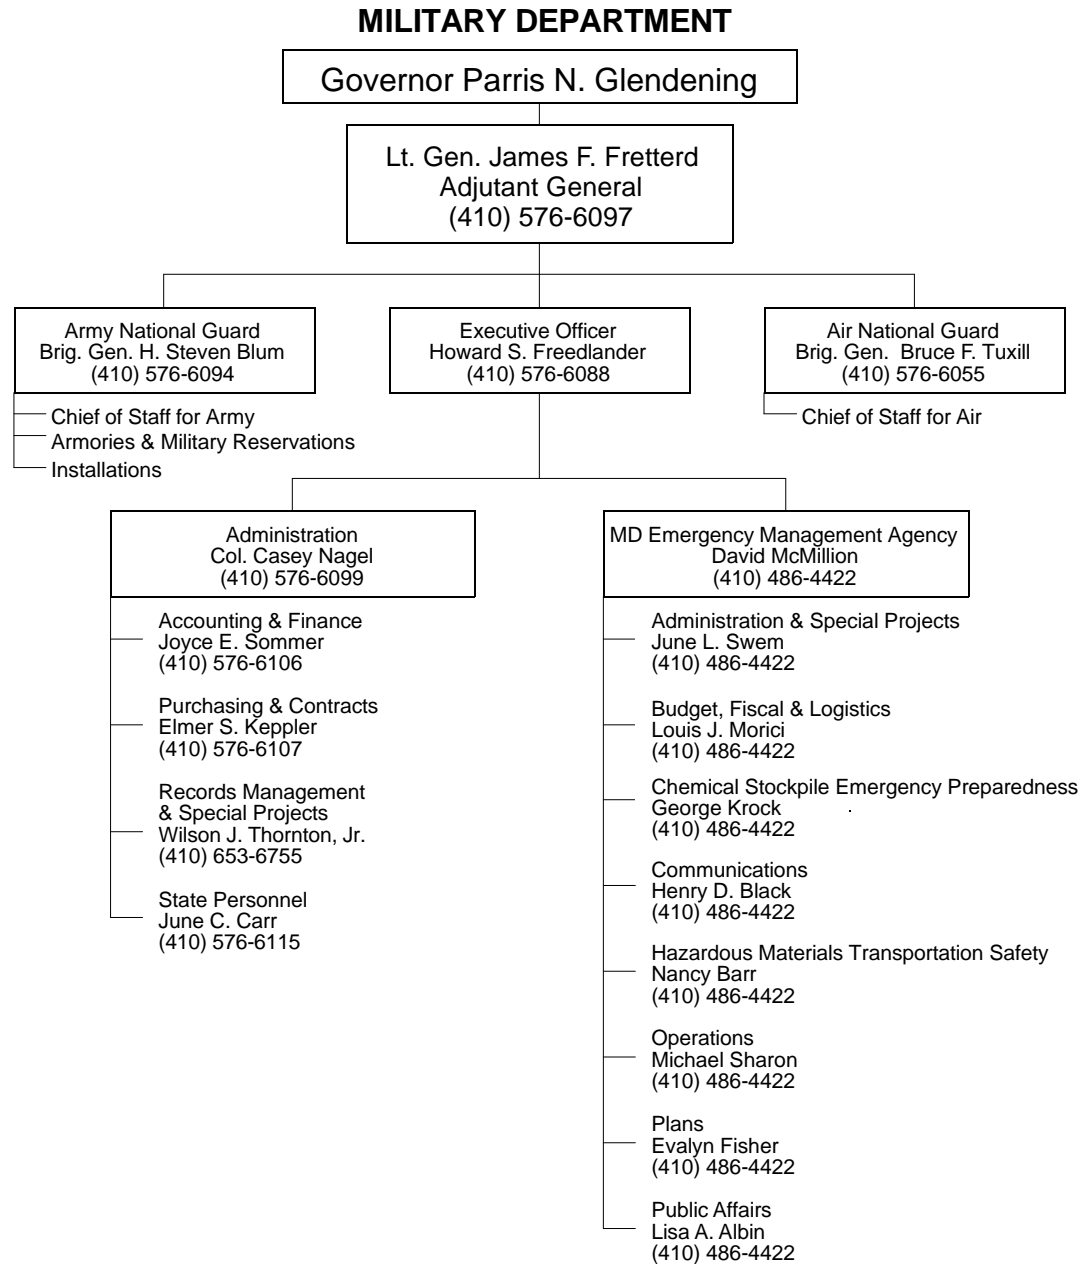 MILITARY DEPARTMENT
Governor Parris N. Glendening
Lt. Gen. James F. Fretterd
Adjutant General
(410) 576-6097
Army National Guard
Brig. Gen. H. Steven Blum
(410) 576-6094
Chief of Staff for Army
Armories & Military Reservations
Installations
Executive Officer
Howard S. Freedlander
(410) 576-6088
Air National Guard
Brig. Gen. Bruce F. Tuxill
(410) 576-6055
Chief of Staff for Air
Administration
Col. Casey Nagel
(410) 576-6099
Accounting & Finance
Joyce E. Sommer
(410) 576-6106
Purchasing & Contracts
Elmer S. Keppler
(410) 576-6107
Records Management
& Special Projects
Wilson J. Thornton, Jr.
(410) 653-6755
State Personnel
June C. Carr
(410) 576-6115
MD Emergency Management Agency
David McMillion
(410) 486-4422
Administration & Special Projects
June L. Swem
(410) 486-4422
Budget, Fiscal & Logistics
Louis J. Morici
(410) 486-4422
Chemical Stockpile Emergency Preparedness
George Krock
(410) 486-4422
Communications
Henry D. Black
(410) 486-4422
Hazardous Materials Transportation Safety
Nancy Barr
(410) 486-4422
Operations
Michael Sharon
(410) 486-4422
Plans
Evalyn Fisher
(410) 486-4422
Public Affairs
Lisa A. Albin
(410) 486-4422